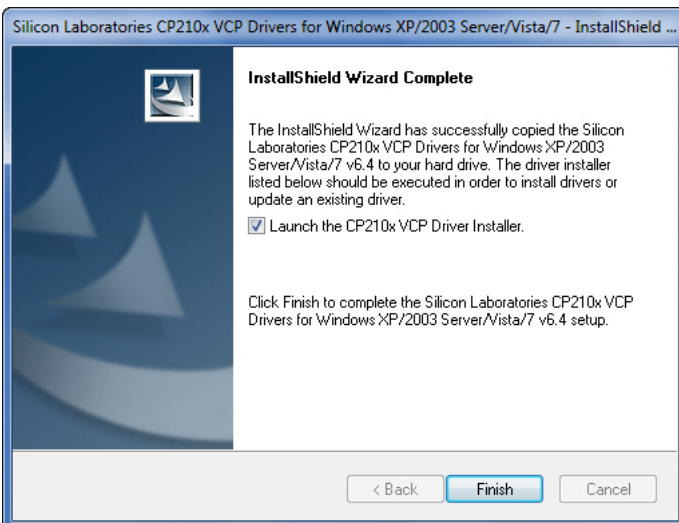 Silicon Laboratories CP210x VCP Drivers for Windows XP/2003 Server/Vista/7 - InstallShield ...
InstallShield Wizard Complete
The InstallShield Wizard has successfully copied the Silicon
Laboratories CP210x VCP Drivers for Windows XP/2003
Server/Vista/7 v6.4 to your hard drive. The driver installer
listed below should be executed in order to install drivers or
update an existing driver.
Launch the CP210x VCP Driver Installer.
Click Finish to complete the Silicon Laboratories CP210x VCP
Drivers for Windows XP/2003 Server/Vista/7 v6.4 setup.
< Back Finish Cancel